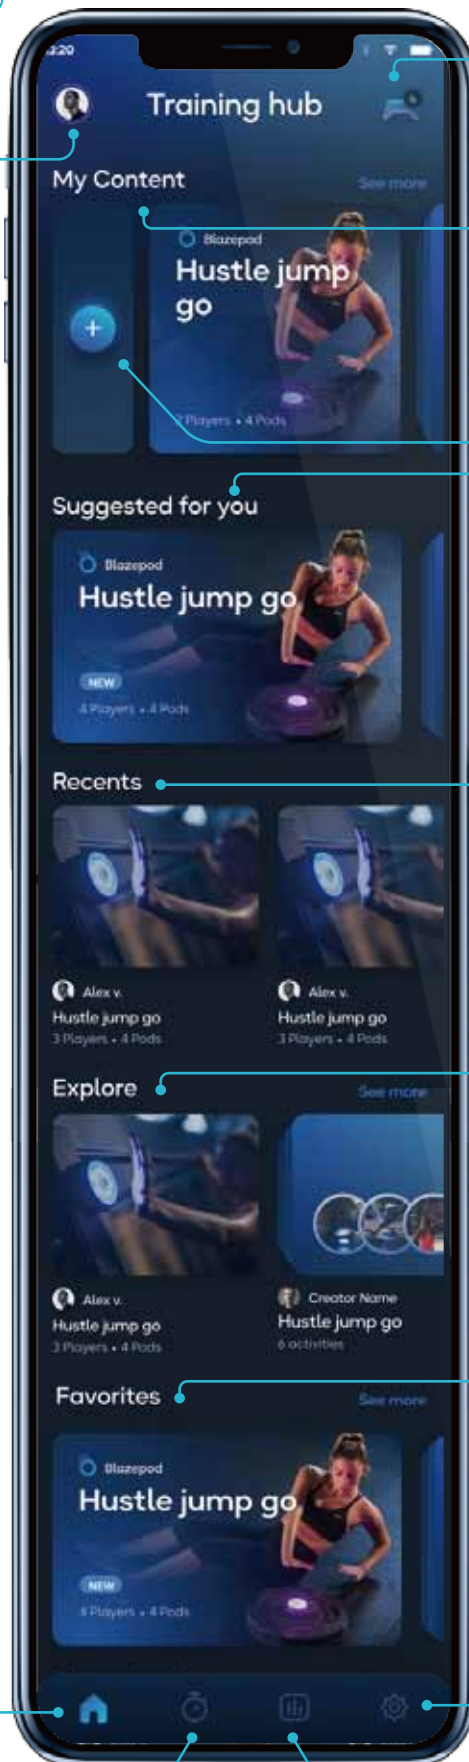 3:20
Training hub
My Content
See more
Blazepod
Hustle jump
go
2 Players • 4 Pods
Suggested for you
Blazepod
Hustle jump go
NEW
4 Players • 4 Pods
Recents
Alex v.
Hustle jump go
3 Players • 4 Pods
Alex v.
Hustle jump go
3 Players • 4 Pods
Explore
See more
Alex v.
Hustle jump go
3 Players • 4 Pods
Creator Name
Hustle jump go
6 activities
Favorites
See more
Blazepod
Hustle jump go
NEW
4 Players • 4 Pods